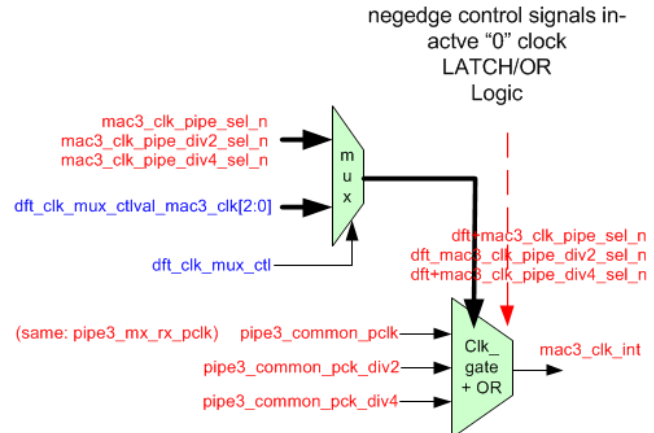 negedge control signals in-
actve “0” clock
LATCH/OR
Logic
mac3_clk_pipe_sel_n
mac3_clk_pipe_div2_sel_n
mac3_clk_pipe_div4_sel_n
m
u
x
dft_clk_mux_ctlval_mac3_clk[2:0]
dft_clk_mux_ctl
dft+mac3_clk_pipe_sel_n
dft_mac3_clk_pipe_div2_sel_n
dft+mac3_clk_pipe_div4_sel_n
(same: pipe3_mx_rx_pclk) pipe3_common_pclk
pipe3_common_pck_div2
pipe3_common_pck_div4
Clk_
gate
+ OR
mac3_clk_int